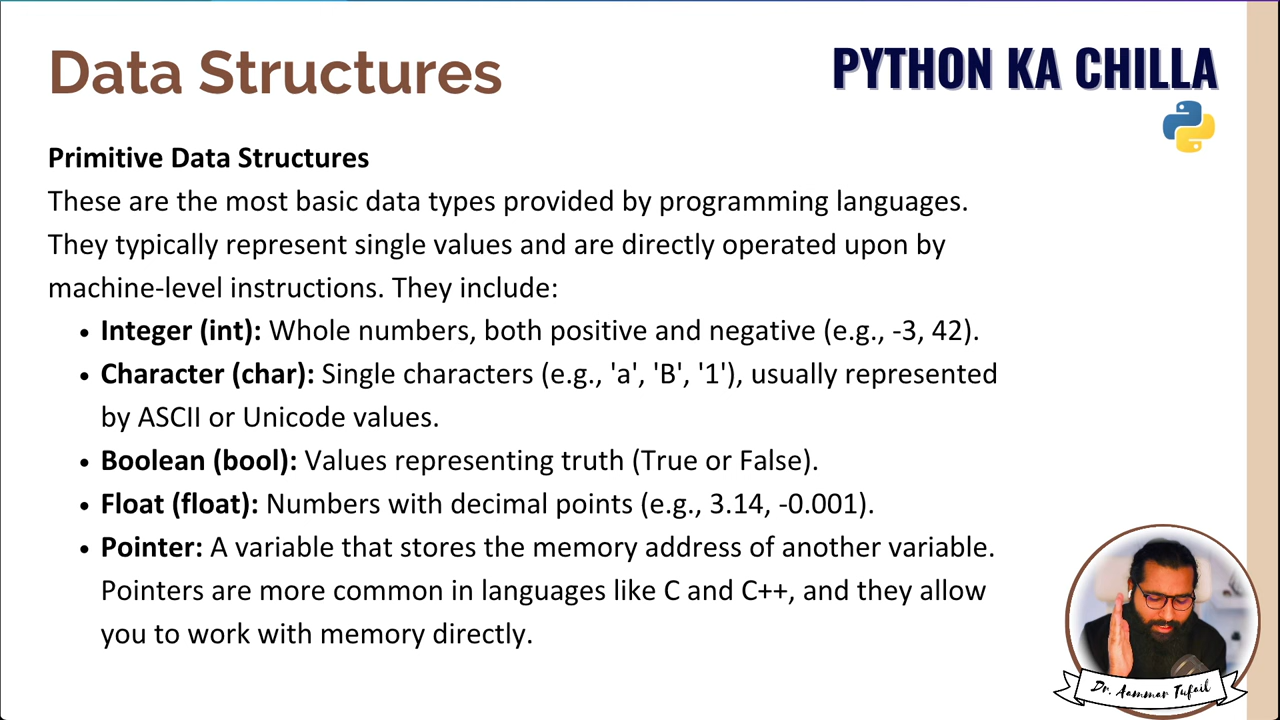 Data Structures
PYTHON KA CHILLA
Primitive Data Structures
These are the most basic data types provided by programming languages.
They typically represent single values and are directly operated upon by
machine-level instructions. They include:
• Integer (int): Whole numbers, both positive and negative (e.g., -3, 42).
• Character (char): Single characters (e.g., 'a', 'B', '1'), usually represented
by ASCII or Unicode values.
• Boolean (bool): Values representing truth (True or False).
• Float (float): Numbers with decimal points (e.g., 3.14, -0.001).
• Pointer: A variable that stores the memory address of another variable.
Pointers are more common in languages like C and C++, and they allow
you to work with memory directly.
Dr. Aammar Tufail